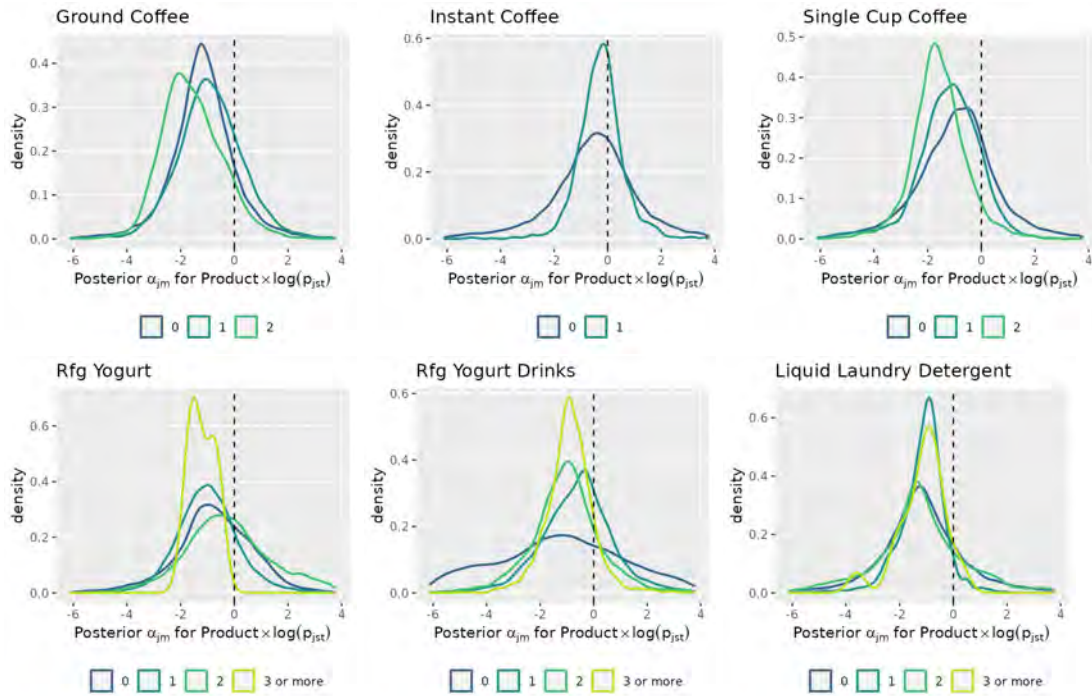 Ground Coffee
Instant Coffee
Single Cup Coffee
density
0.4
0.3
0.2
0.1
0.0
-6 -4 -2 0 2 4
Posterior αjm for Product×log(pjst)
0 1 2
density
0.6
0.4
0.2
0.0
-6 -4 -2 0 2
Posterior αjm for Product×log(pjst)
0 1
density
0.5
0.4
0.3
0.2
0.1
0.0
-6 -4 -2 0 2 4
Posterior αjm for Product×log(pjst)
0 1 2
Rfg Yogurt
Rfg Yogurt Drinks
Liquid Laundry Detergent
density
0.6
0.4
0.2
0.0
-6 -4 -2 0 2 4
Posterior αjm for Product×log(pjst)
0 1 2 3 or more
density
0.6
0.4
0.2
0.0
-6 -4 -2 0 2
Posterior αjm for Product×log(pjst)
0 1 2 3 or more
density
0.6
0.4
0.2
0.0
-6 -4 -2 0 2 4
Posterior αjm for Product×log(pjst)
0 1 2 3 or more